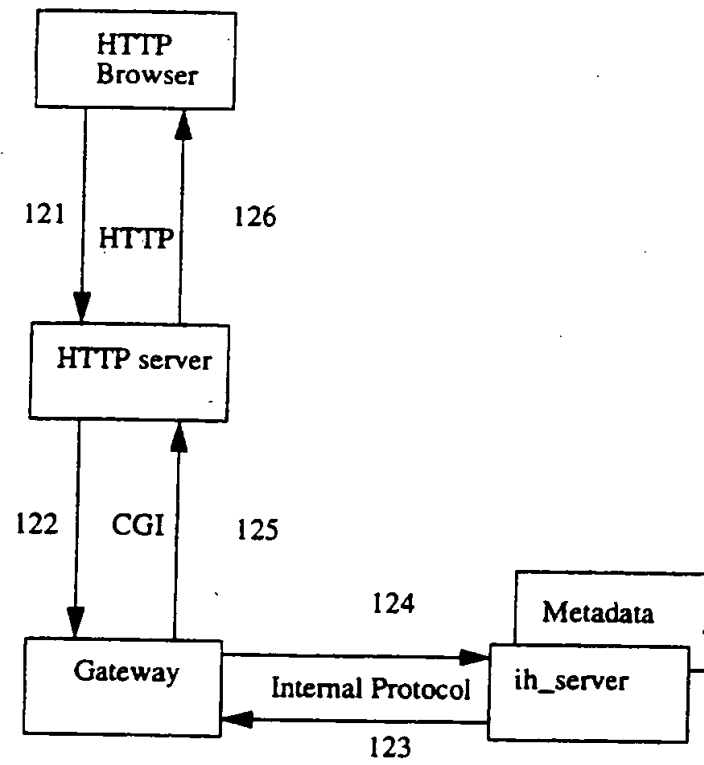 HTTP
Browser
121
126
HTTP
HTTP server
122
CGI
125
124
Metadata
Gateway
Internal Protocol
ih_server
123